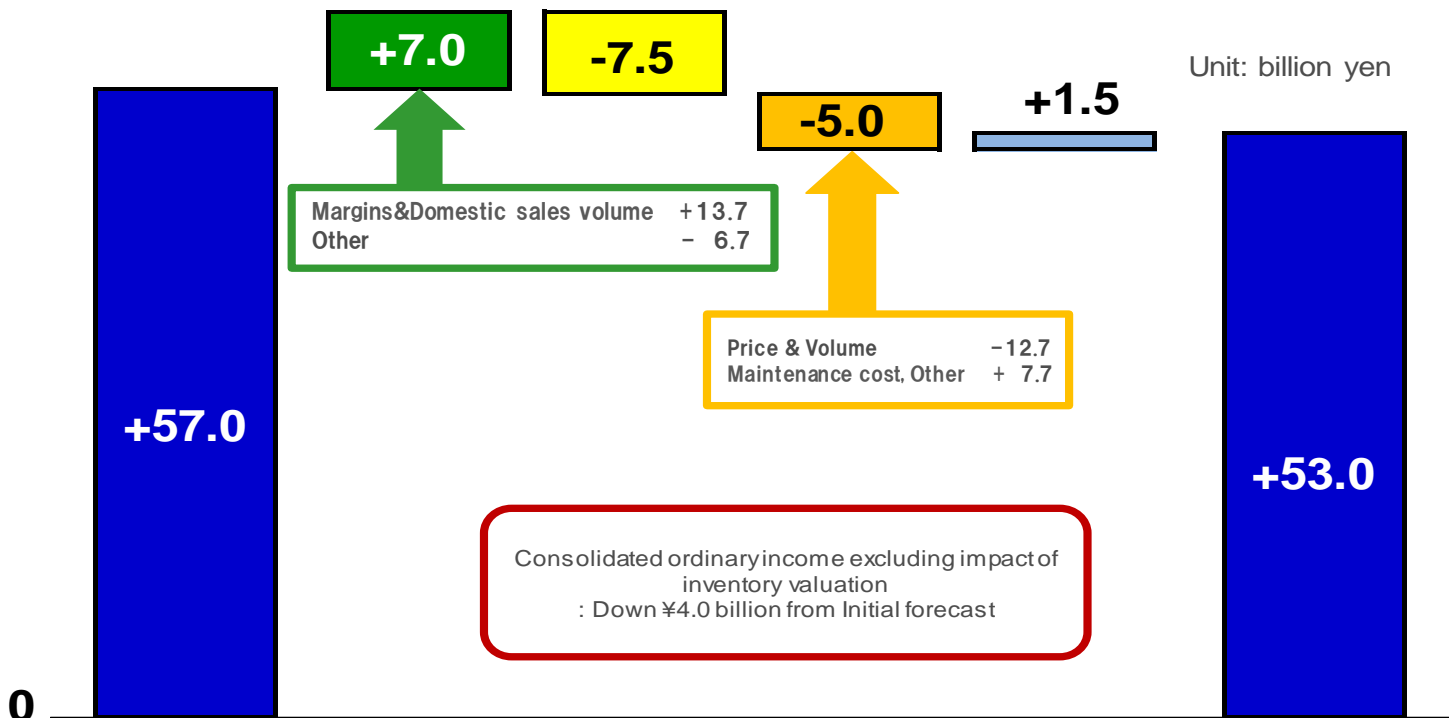 +7.0
-7.5
Unit: billion yen
-5.0
+1.5
Margins&Domestic sales volume +13.7
Other - 6.7
Price & Volume -12.7
Maintenance cost, Other + 7.7
+57.0
+53.0
Consolidated ordinary income excluding impact of
inventory valuation
: Down ¥4.0 billion from Initial forecast
0